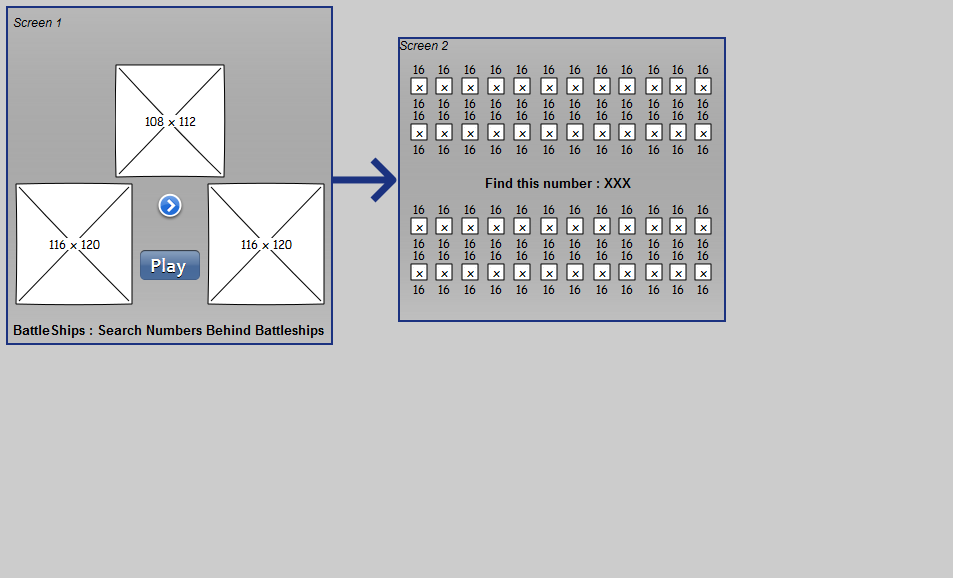 Screen 1
108 x 112
116 x 120
116 x 120
Play
BattleShips : Search Numbers Behind Battleships
Screen 2
16 16 16 16 16 16 16 16 16 16 16 16
x x x x x x x x x x x x
16 16 16 16 16 16 16 16 16 16 16 16
16 16 16 16 16 16 16 16 16 16 16 16
x x x x x x x x x x x x
16 16 16 16 16 16 16 16 16 16 16 16
Find this number : XXX
16 16 16 16 16 16 16 16 16 16 16 16
x x x x x x x x x x x x
16 16 16 16 16 16 16 16 16 16 16 16
16 16 16 16 16 16 16 16 16 16 16 16
x x x x x x x x x x x x
16 16 16 16 16 16 16 16 16 16 16 16